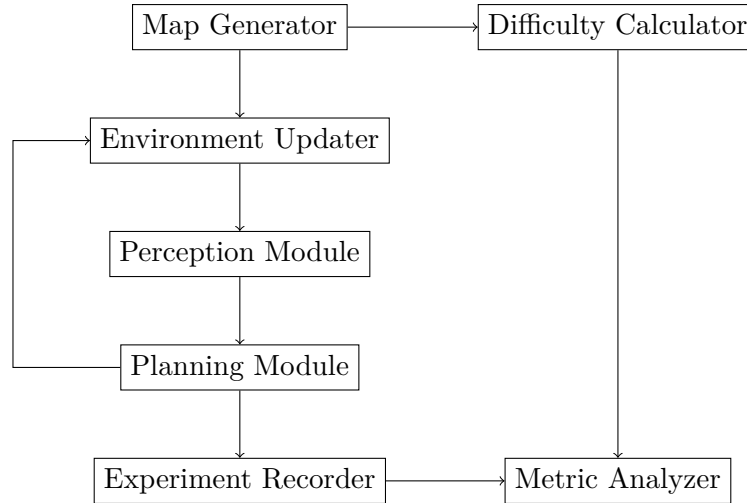 Map Generator
Difficulty Calculator
Environment Updater
Perception Module
Planning Module
Experiment Recorder
Metric Analyzer